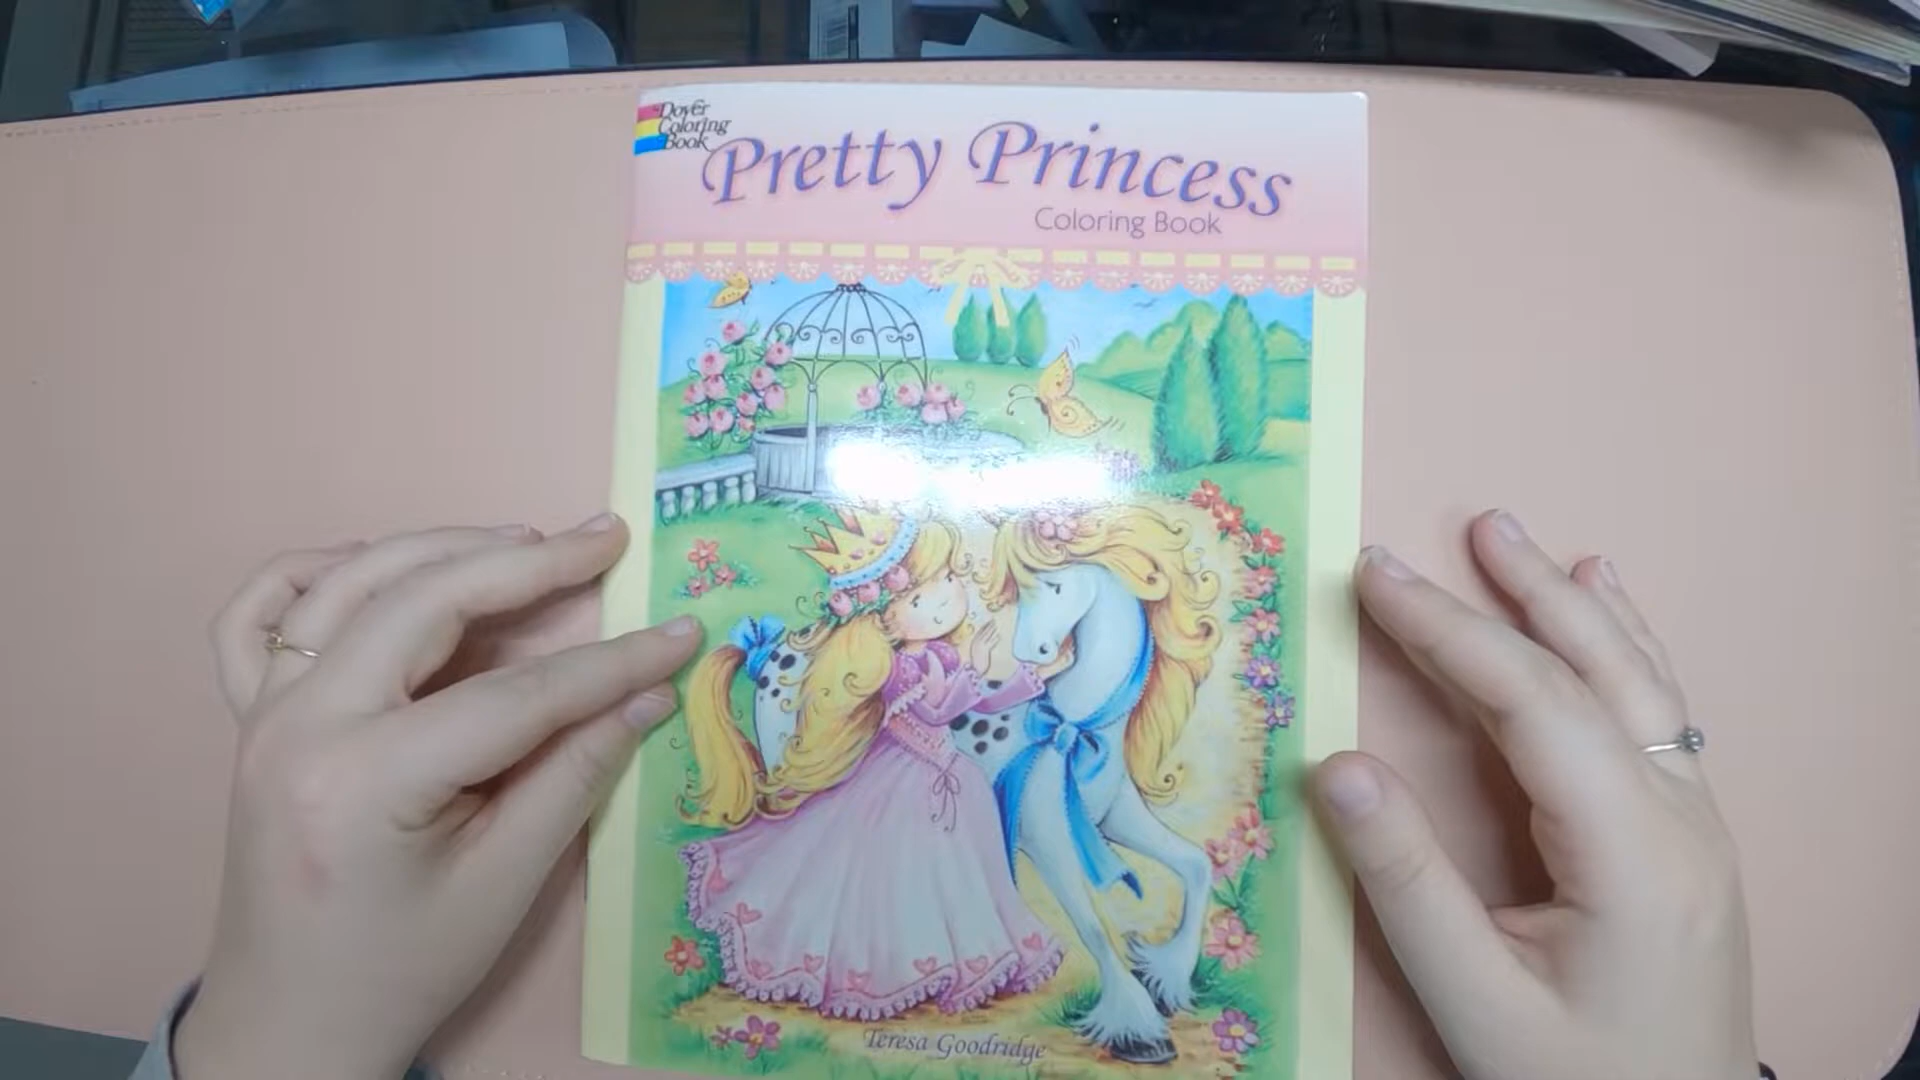 Dover
Coloring
Book
Pretty Princess
Coloring Book
Teresa Goodridge